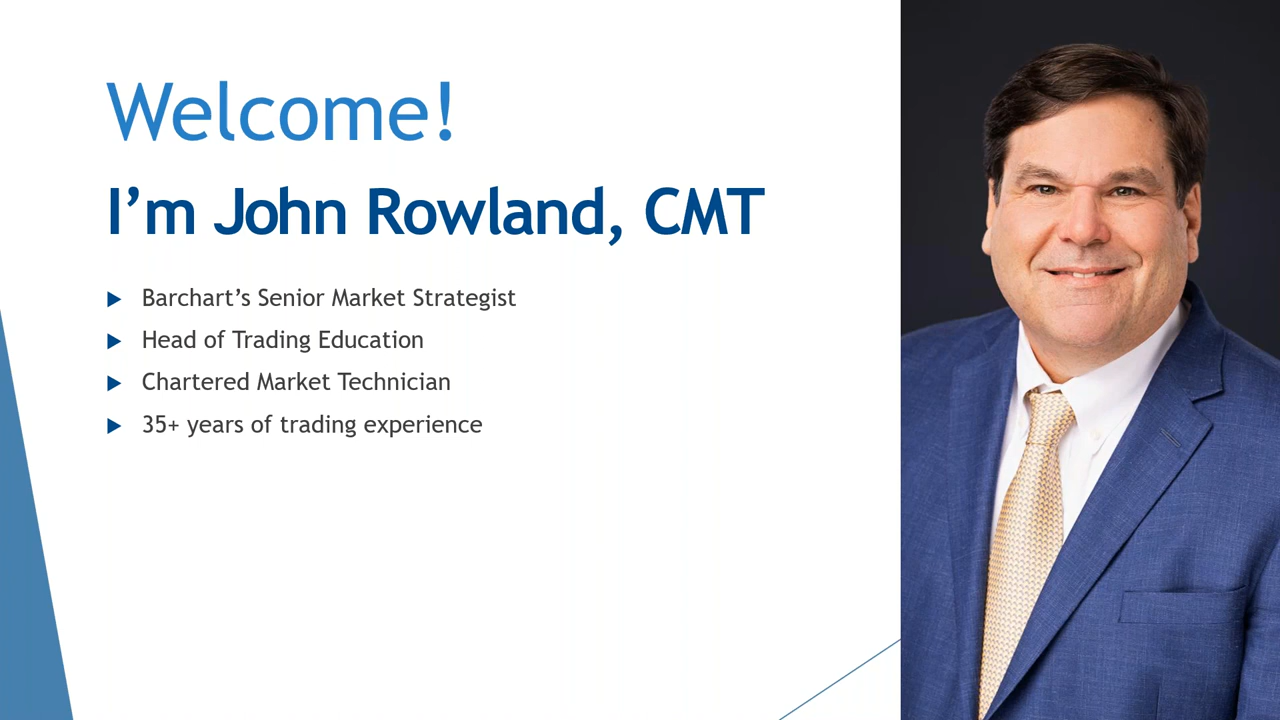 Welcome!
I’m John Rowland, CMT
Barchart’s Senior Market Strategist
Head of Trading Education
Chartered Market Technician
35+ years of trading experience